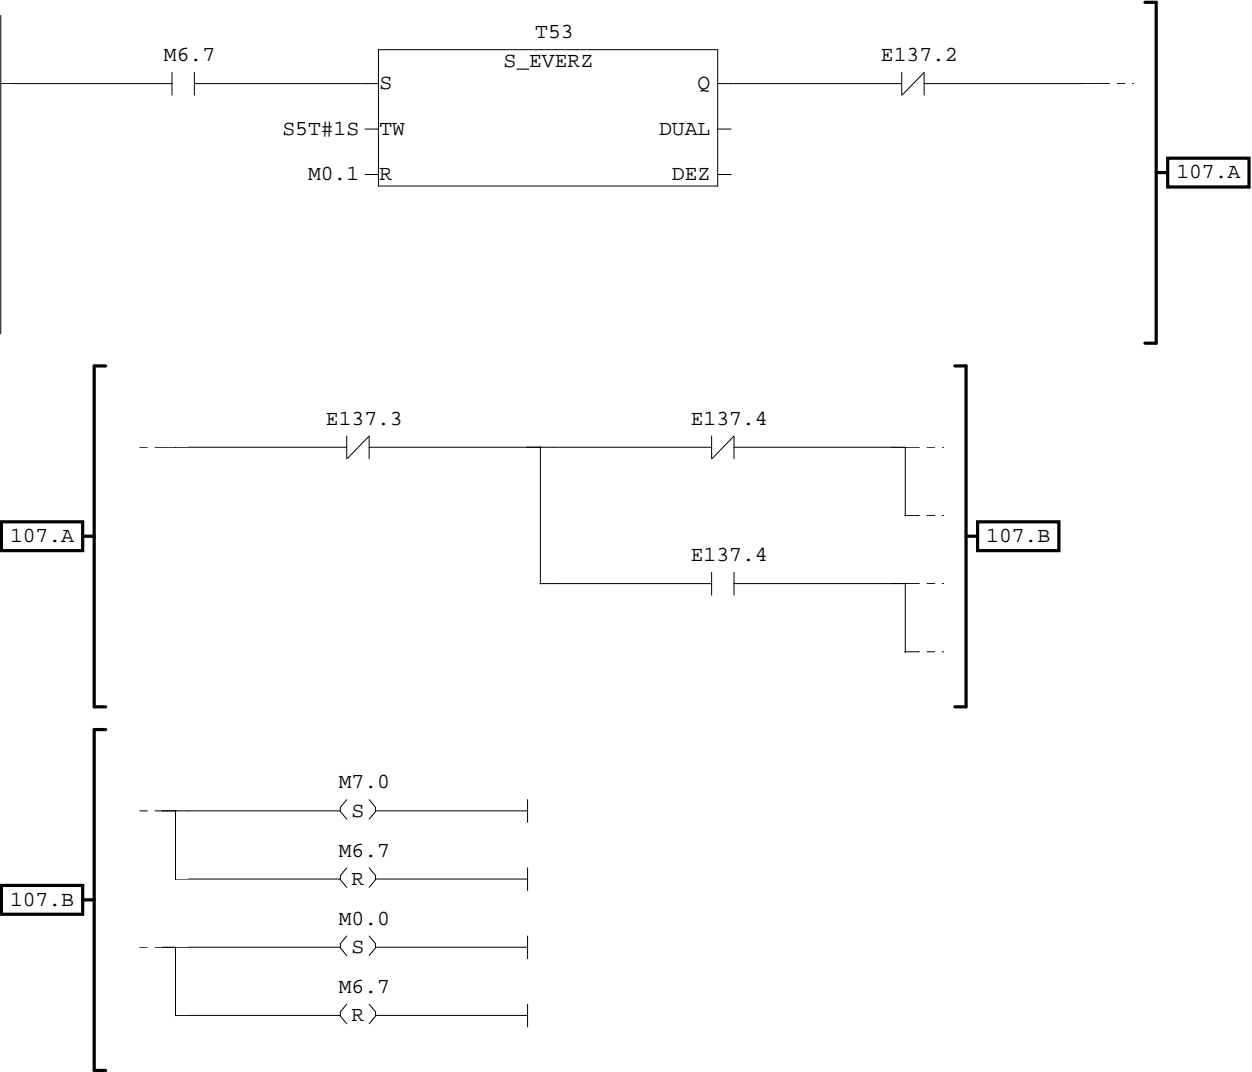 T53
M6.7
S_EVERZ
E137.2
S
Q
S5T#1S
TW
DUAL
M0.1
R
DEZ
107.A
E137.3
E137.4
107.A
107.B
E137.4
M7.0
S
M6.7
R
107.B
M0.0
S
M6.7
R